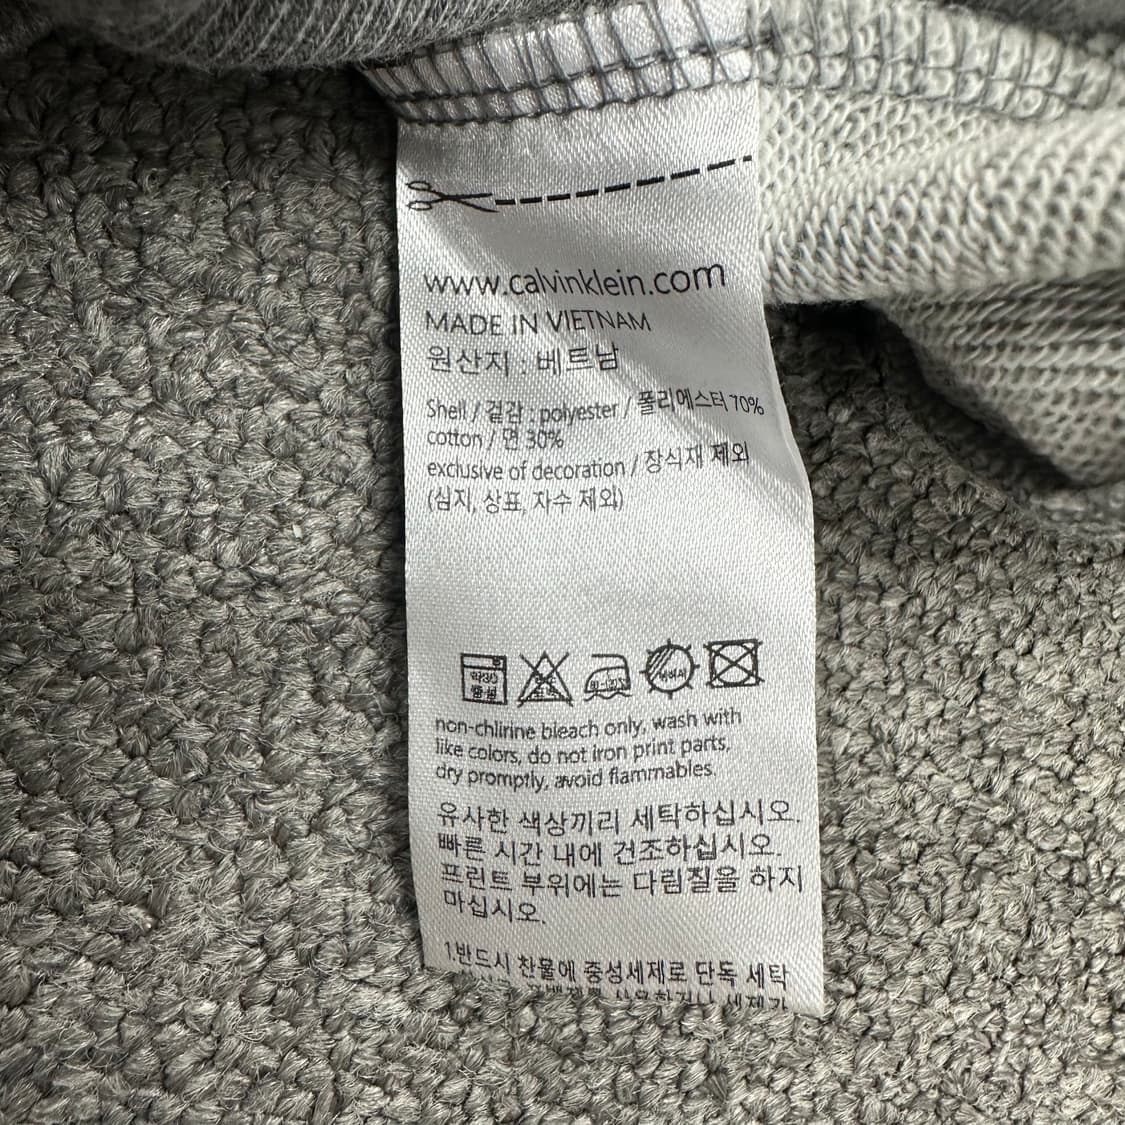 www.calvinklein.com
MADE IN VIETNAM
원산지 : 베트남
Shell / 겉감 : polyester / 폴리에스터 70%
cotton / 면 30%
exclusive of decoration / 장식재 제외
(심지, 상표, 자수 제외)
약30 중성
non-chlirine bleach only, wash with
like colors, do not iron print parts,
dry promptly, avoid flammables.
유사한 색상끼리 세탁하십시오.
빠른 시간 내에 건조하십시오.
프린트 부위에는 다림질을 하지
마십시오.
1.반드시 찬물에 중성세제로 단독 세탁